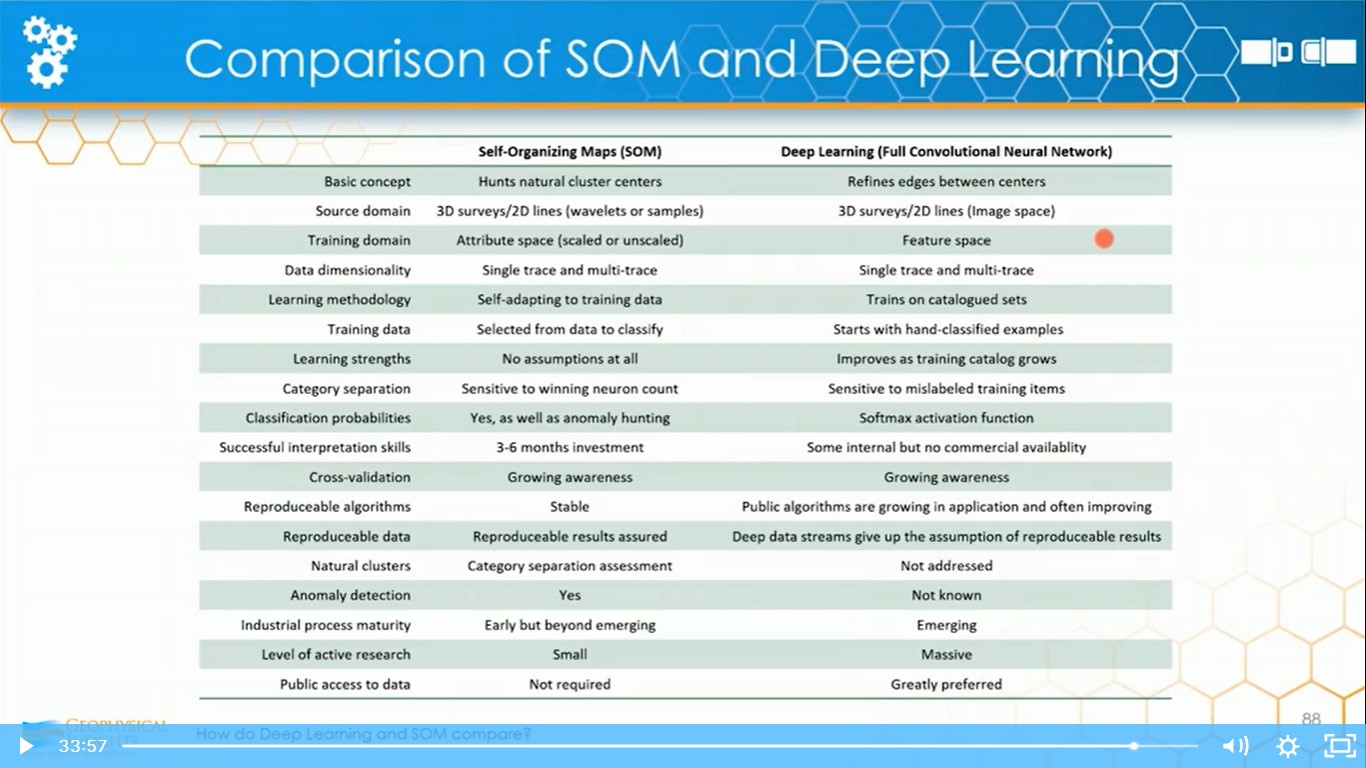 Comparison of SOM and Deep Learning
Self-Organizing Maps (SOM) Deep Learning (Full Convolutional Neural Network)
Basic concept Hunts natural cluster centers Refines edges between centers
Source domain 3D surveys/2D lines (wavelets or samples) 3D surveys/2D lines (Image space)
Training domain Attribute space (scaled or unscaled) Feature space
Data dimensionality Single trace and multi-trace Single trace and multi-trace
Learning methodology Self-adapting to training data Trains on catalogued sets
Training data Selected from data to classify Starts with hand-classified examples
Learning strengths No assumptions at all Improves as training catalog grows
Category separation Sensitive to winning neuron count Sensitive to mislabeled training items
Classification probabilities Yes, as well as anomaly hunting Softmax activation function
Successful interpretation skills 3-6 months investment Some internal but no commercial availablity
Cross-validation Growing awareness Growing awareness
Reproduceable algorithms Stable Public algorithms are growing in application and often improving
Reproduceable data Reproduceable results assured Deep data streams give up the assumption of reproduceable results
Natural clusters Category separation assessment Not addressed
Anomaly detection Yes Not known
Industrial process maturity Early but beyond emerging Emerging
Level of active research Small Massive
Public access to data Not required Greatly preferred
88
GEOPHYSICAL
How do Deep Learning and SOM compare?
33:57